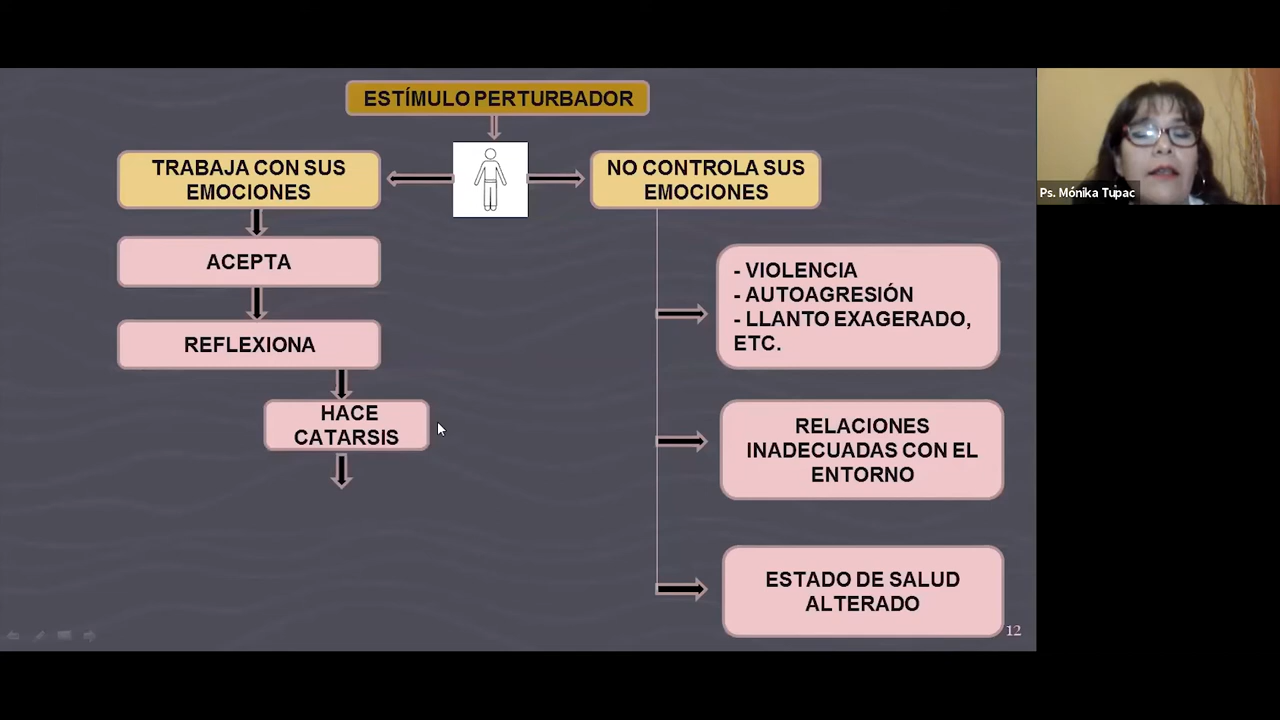 ESTÍMULO PERTURBADOR
TRABAJA CON SUS
EMOCIONES
ACEPTA
REFLEXIONA
HACE
CATARSIS
NO CONTROLA SUS
EMOCIONES
- VIOLENCIA
- AUTOAGRESIÓN
- LLANTO EXAGERADO,
ETC.
RELACIONES
INADECUADAS CON EL
ENTORNO
ESTADO DE SALUD
ALTERADO
12
Ps. Mónika Tupac